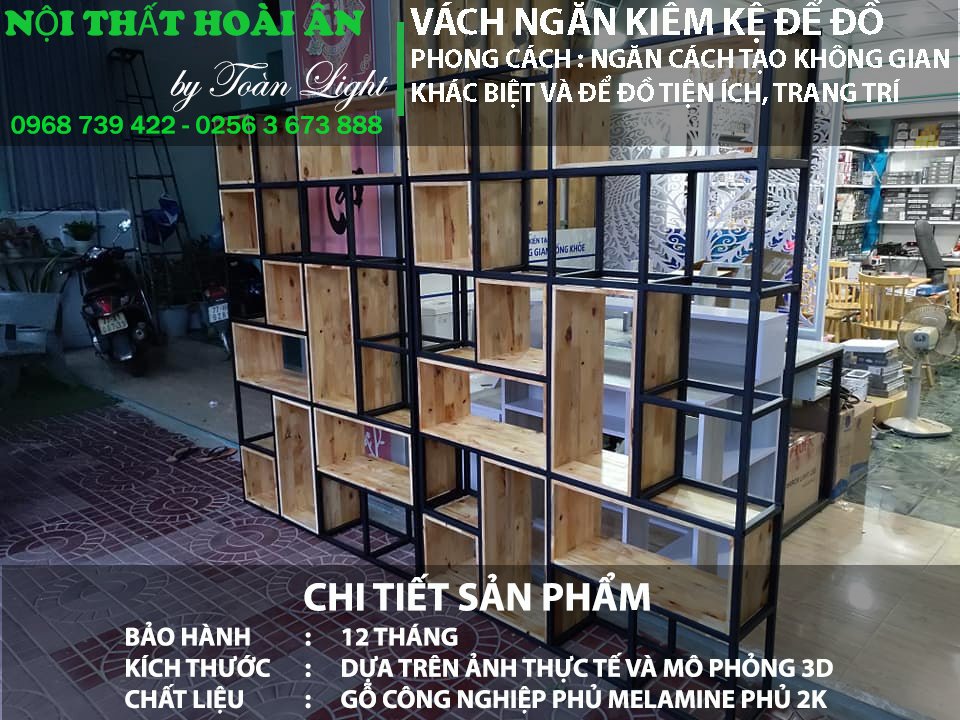 NỘI THẤT HOÀI ÂN
by Toàn Light
0968 739 422 - 0256 3 673 888
VÁCH NGĂN KIÊM KỆ ĐỂ ĐỒ
PHONG CÁCH : NGĂN CÁCH TẠO KHÔNG GIAN
KHÁC BIỆT VÀ ĐỂ ĐỒ TIỆN ÍCH, TRANG TRÍ
CHI TIẾT SẢN PHẨM
BẢO HÀNH : 12 THÁNG
KÍCH THƯỚC : DỰA TRÊN ẢNH THỰC TẾ VÀ MÔ PHỎNG 3D
CHẤT LIỆU : GỖ CÔNG NGHIỆP PHỦ MELAMINE PHỦ 2K